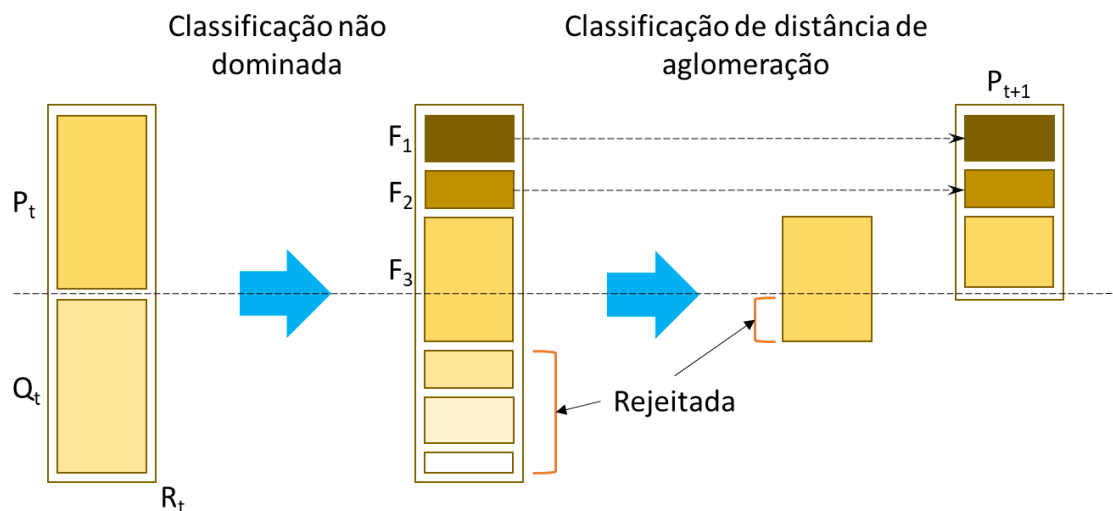 Classificação não
dominada
Classificação de distância de
aglomeração
Pt+1
F1
F2
Pt
F3
Qt
Rejeitada
Rt